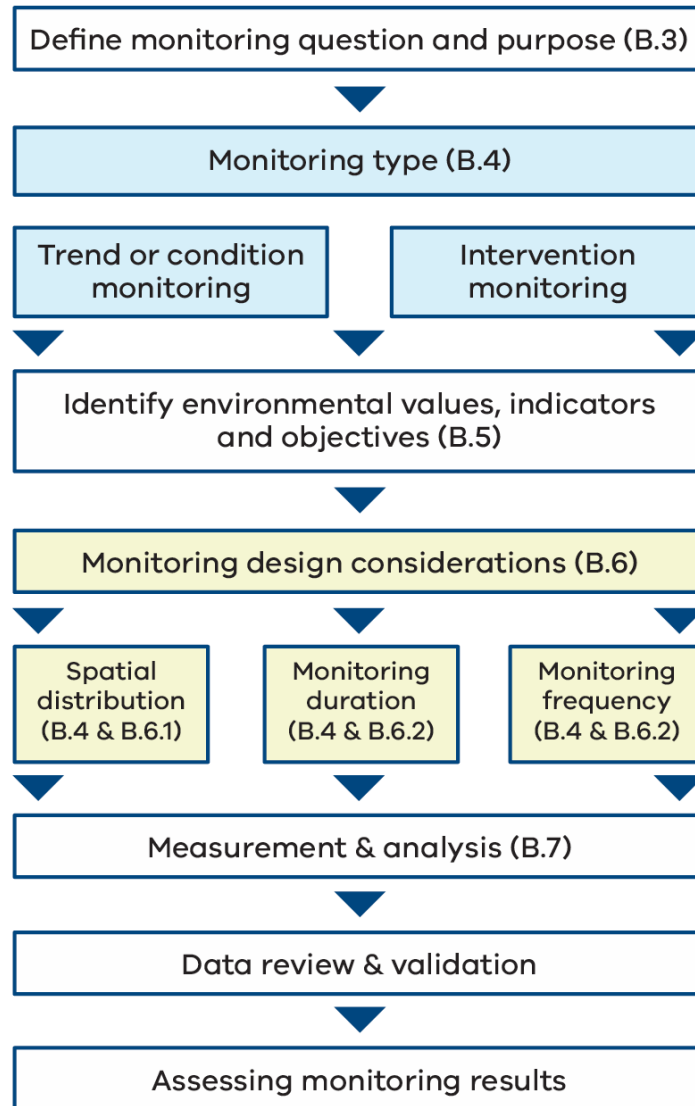 Define monitoring question and purpose (B.3)
Monitoring type (B.4)
Trend or condition
monitoring
Intervention
monitoring
Identify environmental values, indicators
and objectives (B.5)
Monitoring design considerations (B.6)
Spatial
distribution
(B.4 & B.6.1)
Monitoring
duration
(B.4 & B.6.2)
Monitoring
frequency
(B.4 & B.6.2)
Measurement & analysis (B.7)
Data review & validation
Assessing monitoring results